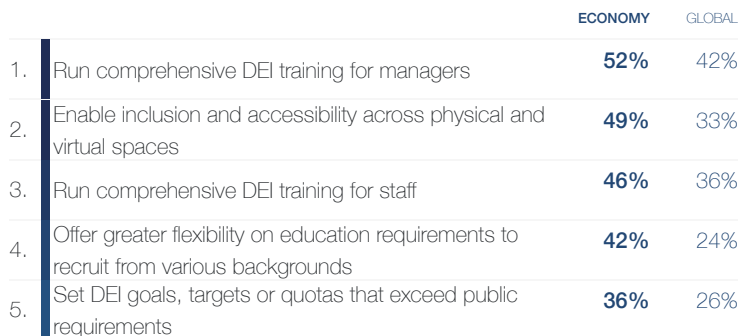 ECONOMY GLOBAL
1. Run comprehensive DEI training for managers 52% 42%
2. Enable inclusion and accessibility across physical and
virtual spaces 49% 33%
3. Run comprehensive DEI training for staff 46% 36%
4. Offer greater flexibility on education requirements to
recruit from various backgrounds 42% 24%
5. Set DEI goals, targets or quotas that exceed public
requirements 36% 26%